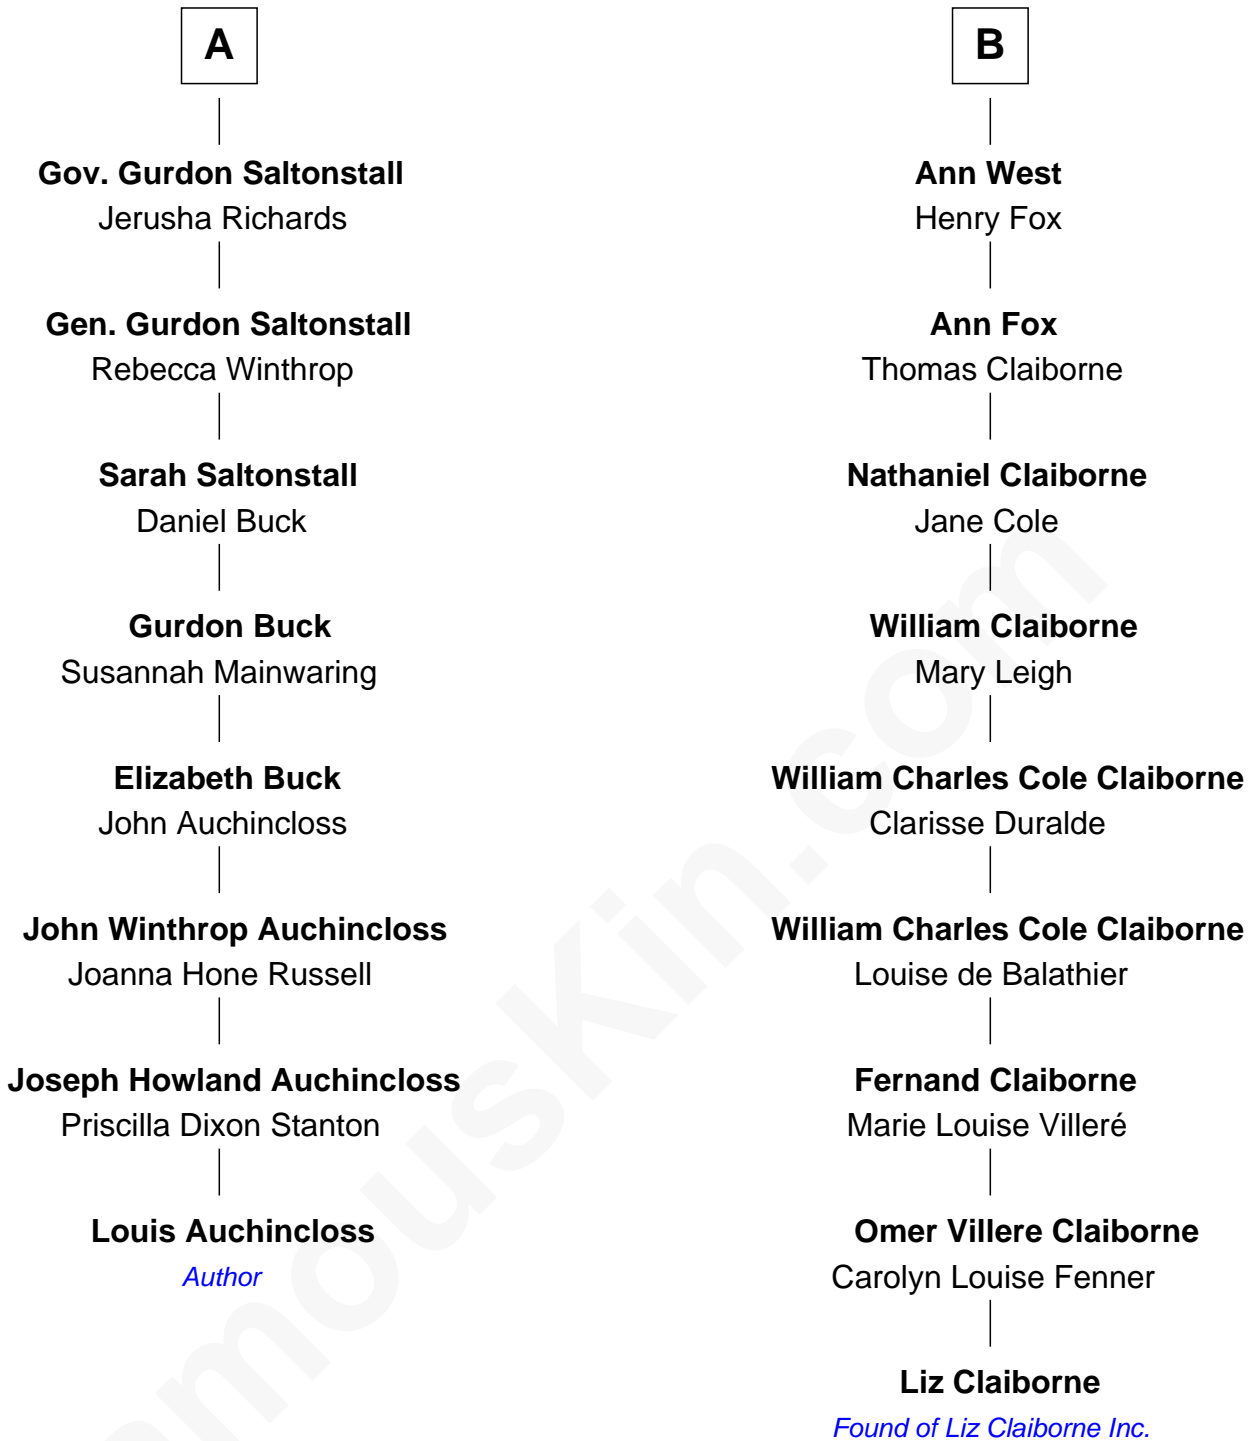 A
Gov. Gurdon Saltonstall
Jerusha Richards
Gen. Gurdon Saltonstall
Rebecca Winthrop
Sarah Saltonstall
Daniel Buck
Gurdon Buck
Susannah Mainwaring
Elizabeth Buck
John Auchincloss
John Winthrop Auchincloss
Joanna Hone Russell
Joseph Howland Auchincloss
Priscilla Dixon Stanton
Louis Auchincloss
Author
B
Ann West
Henry Fox
Ann Fox
Thomas Claiborne
Nathaniel Claiborne
Jane Cole
William Claiborne
Mary Leigh
William Charles Cole Claiborne
Clarisse Duralde
William Charles Cole Claiborne
Louise de Balathier
Fernand Claiborne
Marie Louise Villeré
Omer Villere Claiborne
Carolyn Louise Fenner
Liz Claiborne
Found of Liz Claiborne Inc.
amousKin.com